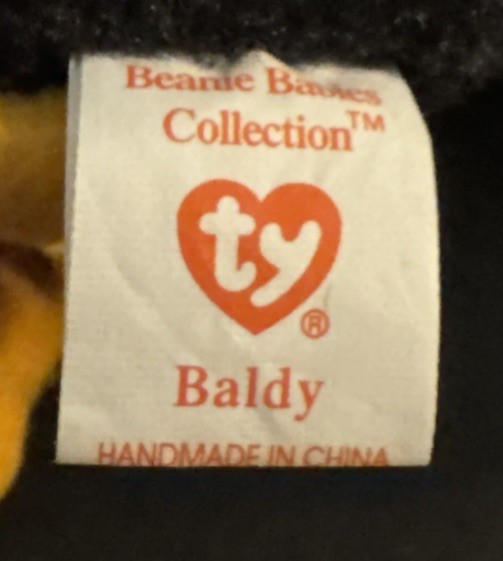 Beanie Babies
Collection™
ty
®
Baldy
HANDMADE IN CHINA